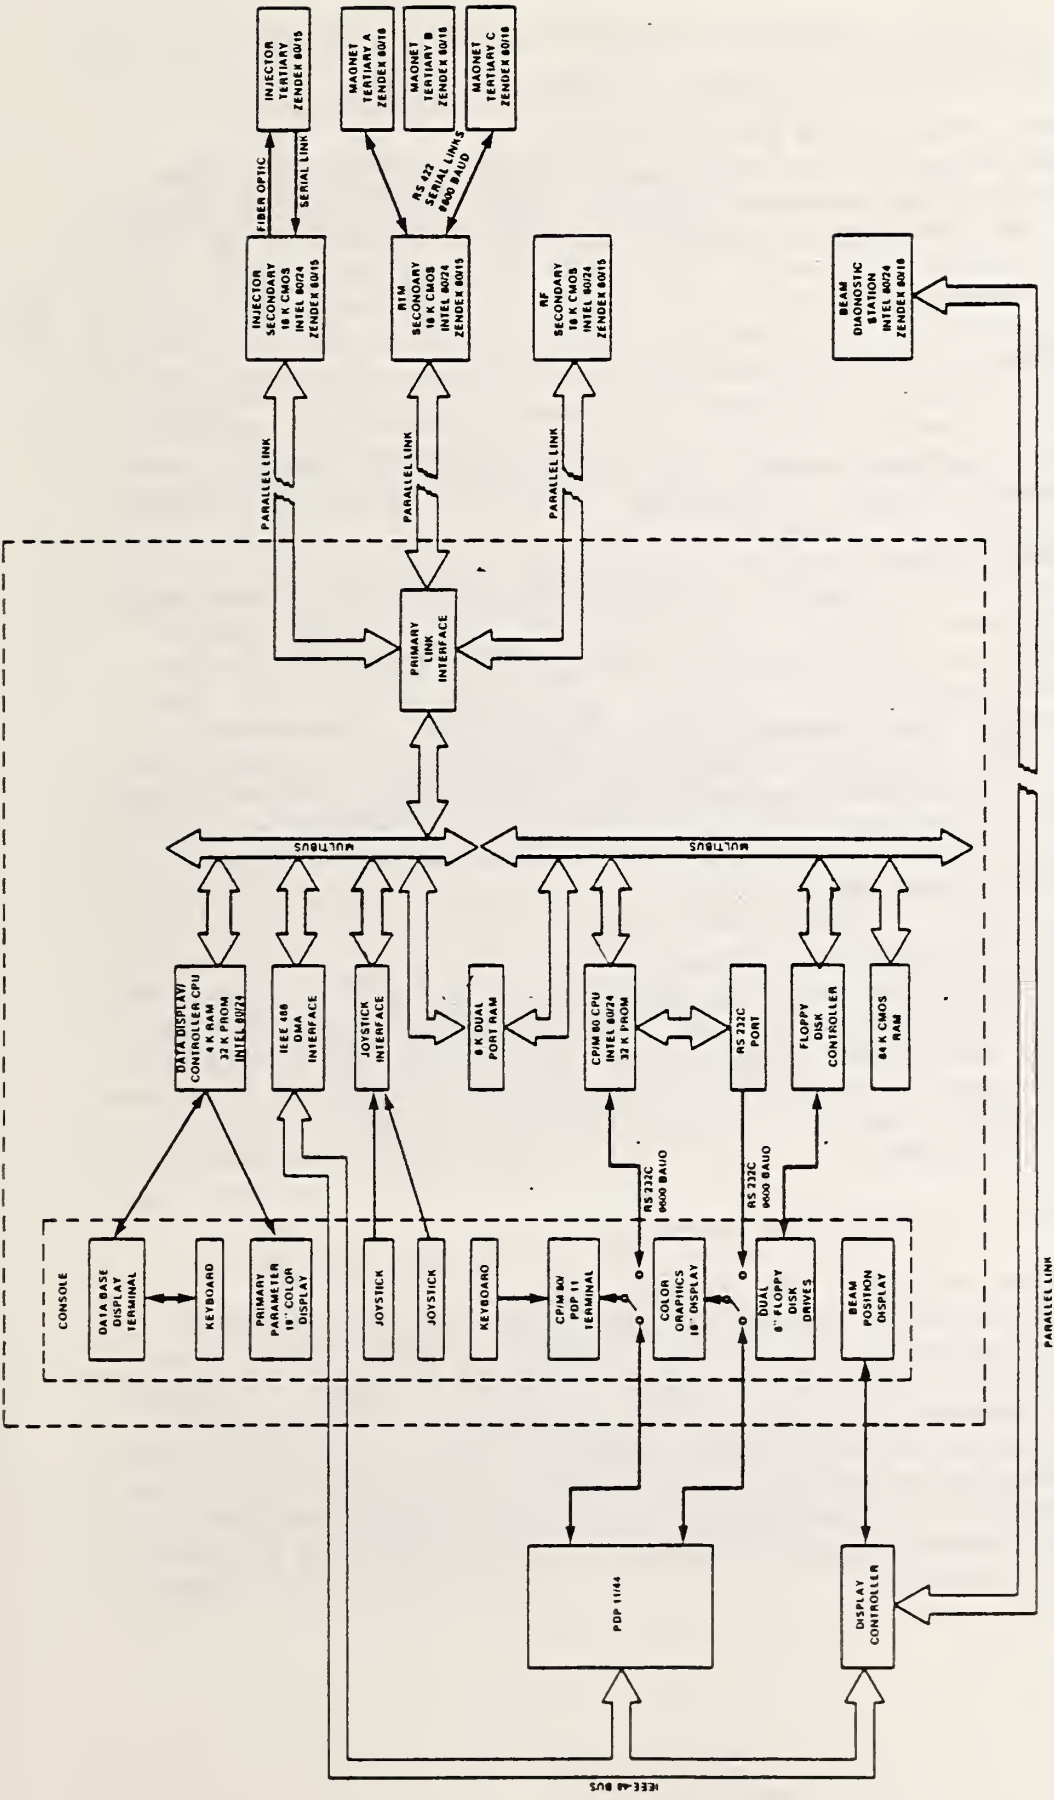 INJECTOR
TERTIARY
ZENDEX 80/15
MAGNET
TERTIARY A
ZENDEX 80/16
MAGNET
TERTIARY B
ZENDEX 80/16
MAGNET
TERTIARY C
ZENDEX 80/16
FIBER OPTIC
SERIAL LINK
RS 422
SERIAL LINKS
9600 BAUD
INJECTOR
SECONDARY
16 K CMOS
INTEL 80/24
ZENDEX 80/15
RTM
SECONDARY
16 K CMOS
INTEL 80/24
ZENDEX 80/15
RF
SECONDARY
16 K CMOS
INTEL 80/24
ZENDEX 80/15
BEAM
DIAGNOSTIC
STATION
INTEL 80/24
ZENDEX 80/16
PARALLEL LINK
PARALLEL LINK
PARALLEL LINK
PRIMARY
LINK
INTERFACE
MULTIBUS
MULTIBUS
DATA DISPLAY/
CONTROLLER CPU
4 K RAM
32 K PROM
INTEL 80/24
IEEE 488
DMA
INTERFACE
JOYSTICK
INTERFACE
8 K DUAL
PORT RAM
CP/M 80 CPU
INTEL 80/24
32 K PROM
RS 232C
PORT
FLOPPY
DISK
CONTROLLER
64 K CMOS
RAM
RS 232C
9600 BAUD
RS 232C
9600 BAUD
CONSOLE
DATA BASE
DISPLAY
TERMINAL
KEYBOARD
PRIMARY
PARAMETER
19" COLOR
DISPLAY
JOYSTICK
JOYSTICK
KEYBOARD
CP/M 80/
PDP 11
TERMINAL
COLOR
GRAPHICS
19" DISPLAY
DUAL
8" FLOPPY
DISK
DRIVES
BEAM
POSITION
DISPLAY
PDP 11/44
DISPLAY
CONTROLLER
PARALLEL LINK
BUS